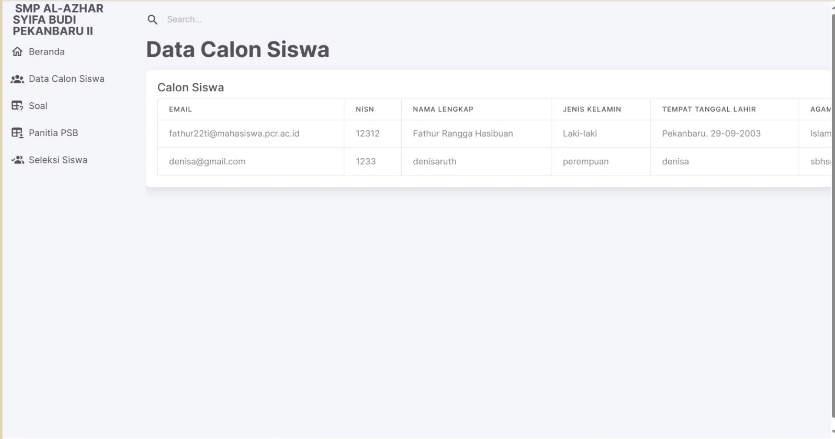 SMP AL-AZHAR
SYIFA BUDI
PEKANBARU II
Beranda
Data Calon Siswa
Soal
Panitia PSB
Seleksi Siswa
Search...
Data Calon Siswa
Calon Siswa
EMAIL NISN NAMA LENGKAP JENIS KELAMIN TEMPAT TANGGAL LAHIR AGAM
fathur22ti@mahasiswa.pcr.ac.id 12312 Fathur Rangga Hasibuan Laki-laki Pekanbaru. 29-09-2003 Islam
denisa@gmail.com 1233 denisaruth perempuan denisa sbhs